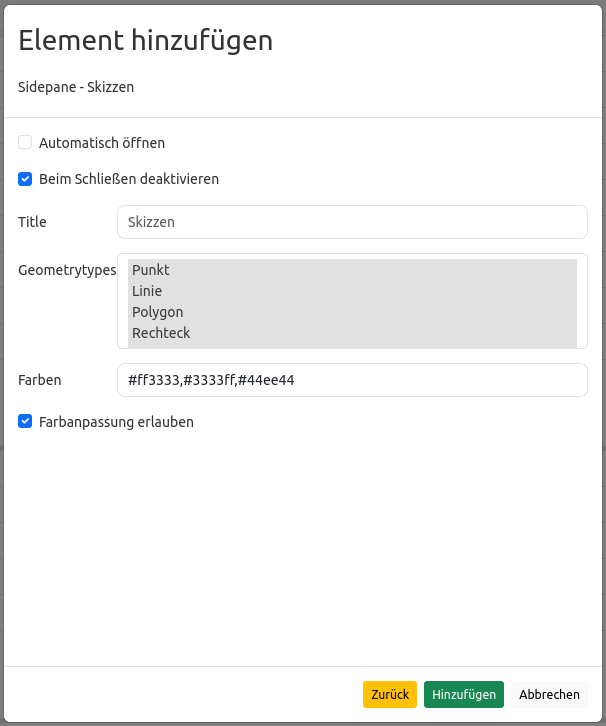 Element hinzufügen
Sidepane - Skizzen
Automatisch öffnen
Beim Schließen deaktivieren
Title
Skizzen
Geometrytypes
Punkt
Linie
Polygon
Rechteck
Farben
#ff3333,#3333ff,#44ee44
Farbanpassung erlauben
Zurück
Hinzufügen
Abbrechen